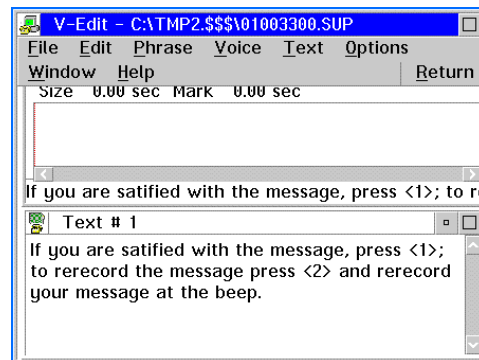 V-Edit - C:\TMP2.$$$\01003300.SUP
File Edit Phrase Voice Text Options
Window Help Return
Size 0.00 sec Mark 0.00 sec
If you are satified with the message, press <1>; to
Text # 1
If you are satified with the message, press <1>;
to rerecord the message press <2> and rerecord
your message at the beep.